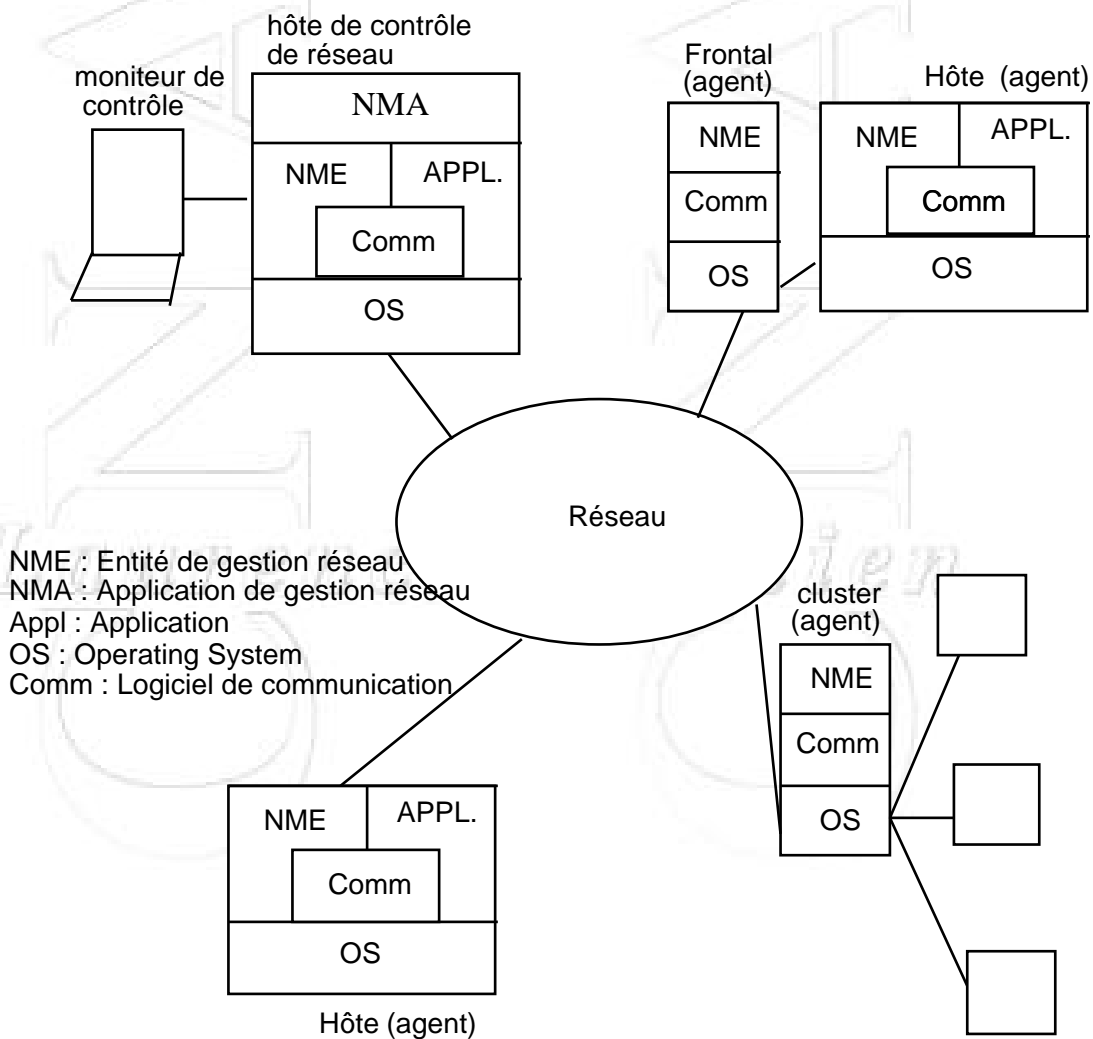 hôte de contrôle
de réseau
moniteur de
contrôle
NMA
NME
APPL.
Comm
OS
Frontal
(agent)
NME
Comm
OS
Hôte (agent)
NME
APPL.
Comm
OS
Réseau
NME : Entité de gestion réseau
NMA : Application de gestion réseau
Appl : Application
OS : Operating System
Comm : Logiciel de communication
cluster
(agent)
NME
Comm
OS
NME
APPL.
Comm
OS
Hôte (agent)